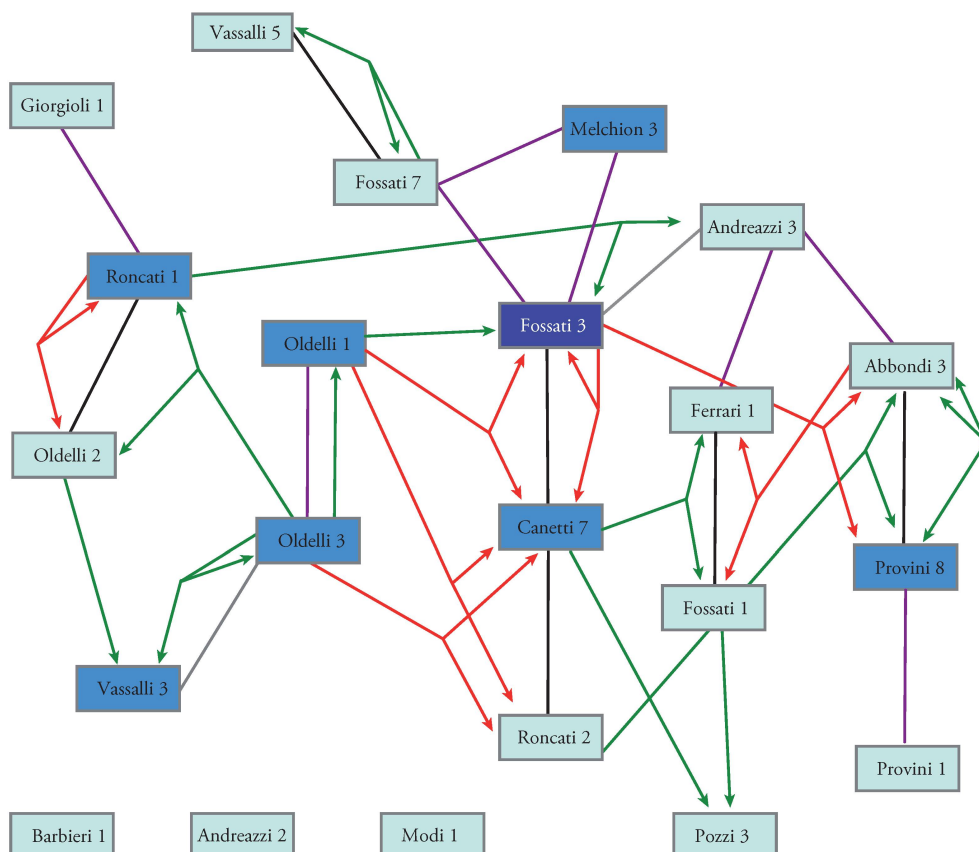 Vassalli 5
Giorgioli 1
Melchion 3
Fossati 7
Andreazzi 3
Roncati 1
Fossati 3
Oldelli 1
Abbondi 3
Ferrari 1
Oldelli 2
Canetti 7
Oldelli 3
Provini 8
Fossati 1
Vassalli 3
Roncati 2
Provini 1
Barbieri 1
Andreazzi 2
Modi 1
Pozzi 3